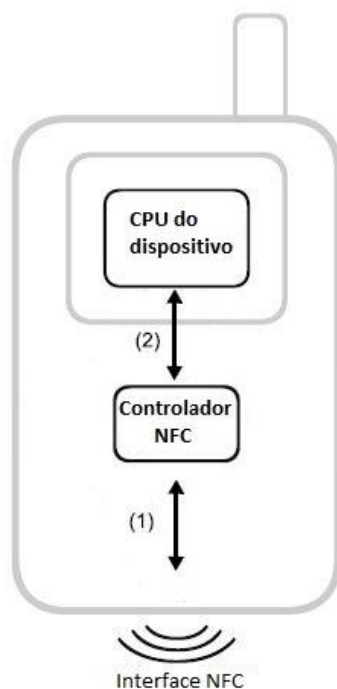 CPU do
dispositivo
(2)
Controlador
NFC
(1)
Interface NFC